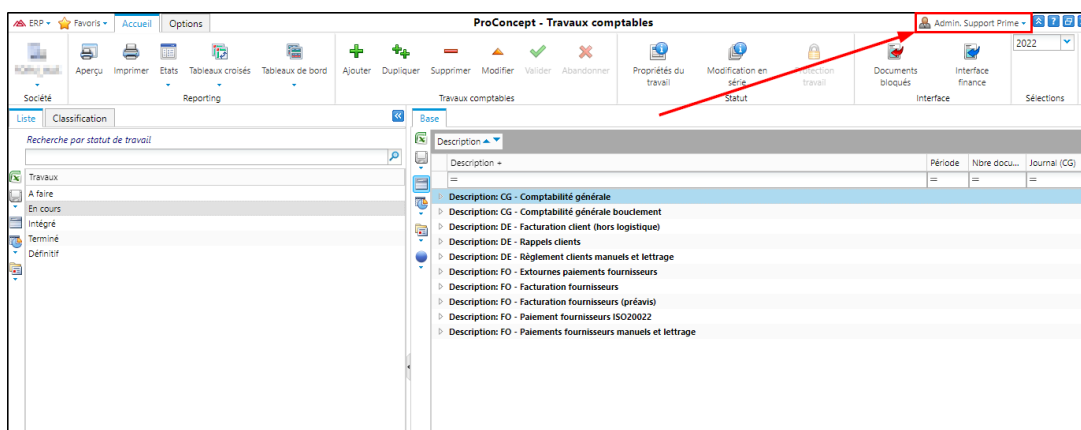 ERP Favoris Accueil Options ProConcept - Travaux comptables Admin. Support Prime
Aperçu Imprimer Etats Tableaux croisés Tableaux de bord Ajouter Dupliquer Supprimer Modifier Valider Abandonner Propriétés du travail Modification en série travail Documents bloqués Interface finance 2022
Société Reporting Travaux comptables Statut Interface Sélections
Liste Classification Base
Recherche par statut de travail
Description
Description Période Nbre docu... Journal (CG)
= = = =
Travaux
A faire
En cours
Intégré
Terminé
Définitif
Description: CG - Comptabilité générale
Description: CG - Comptabilité générale bouclement
Description: DE - Facturation client (hors logistique)
Description: DE - Rappels clients
Description: DE - Règlement clients manuels et lettrage
Description: FO - Extournes paiements fournisseurs
Description: FO - Facturation fournisseurs
Description: FO - Facturation fournisseurs (préavis)
Description: FO - Paiement fournisseurs ISO20022
Description: FO - Paiements fournisseurs manuels et lettrage